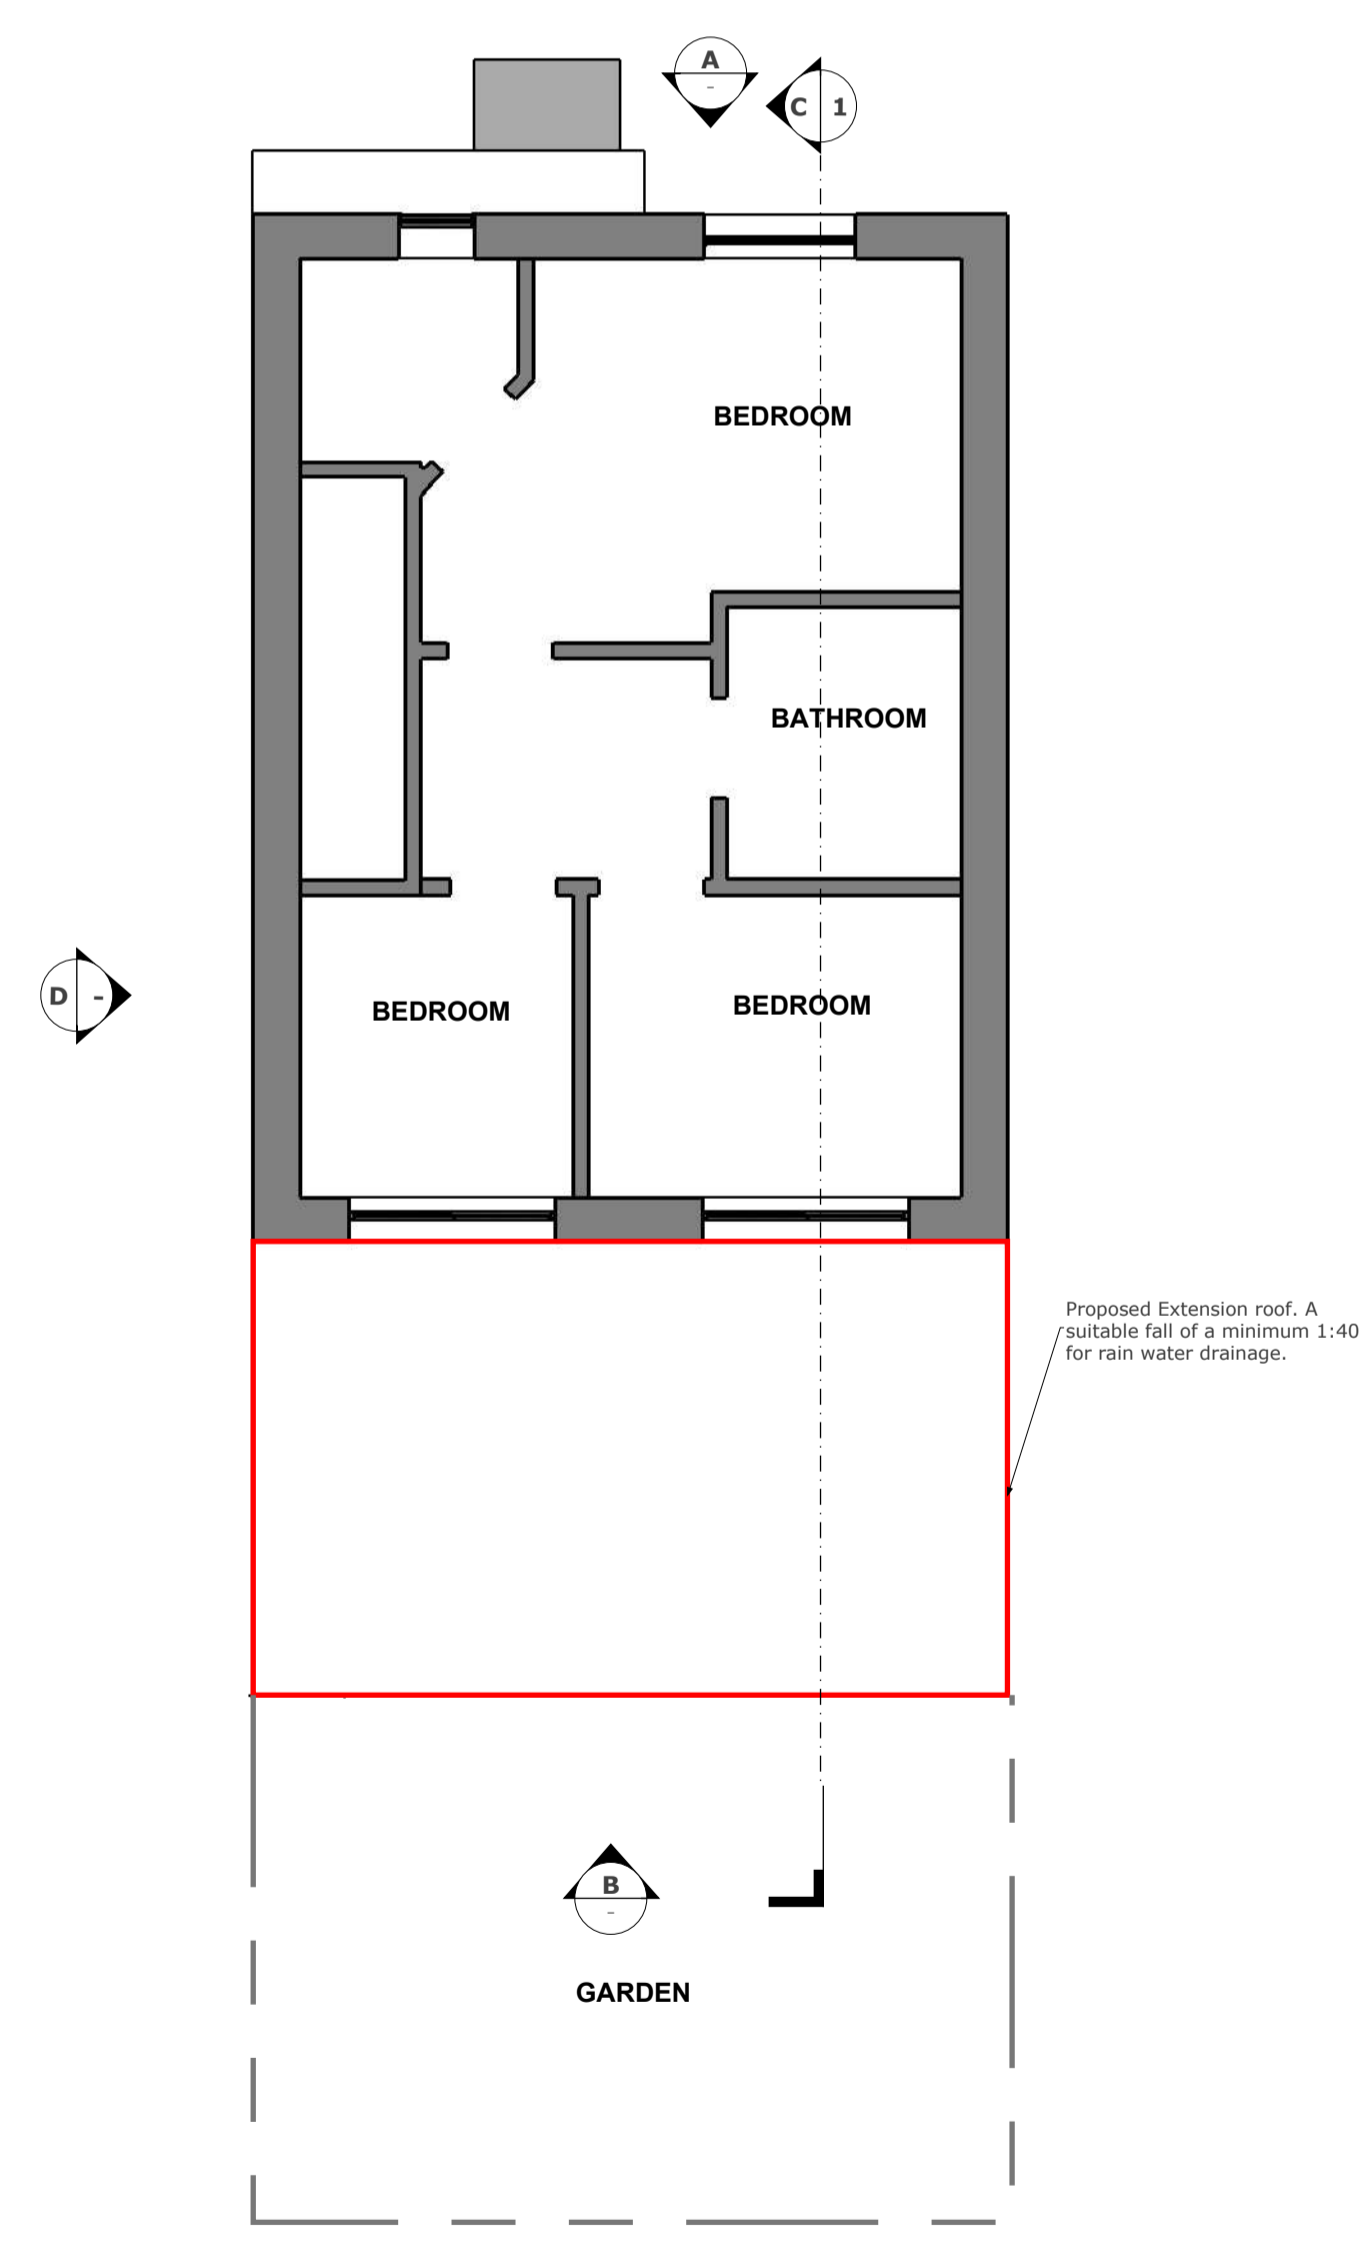 A
-
C 1
BEDROOM
BATHROOM
D -
BEDROOM
BEDROOM
Proposed Extension roof. A
suitable fall of a minimum 1:40
for rain water drainage.
B
-
GARDEN